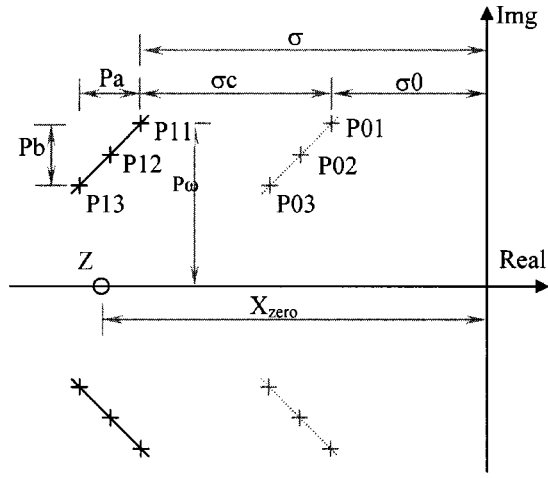 Img
σ
Pa
σc
σ0
P11
P01
Pb
P12
P02
Pω
P13
P03
Z
Real
Xzero